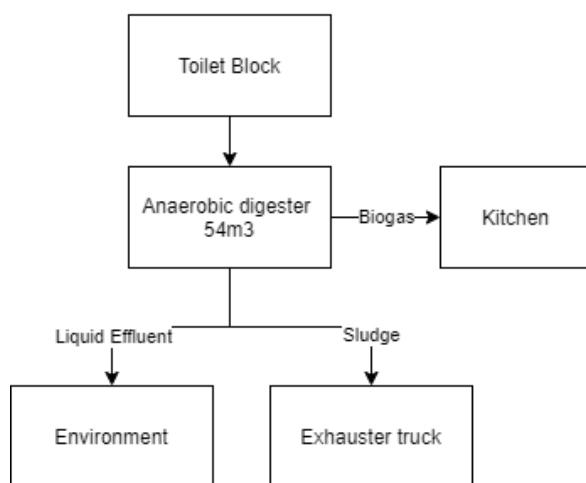 Toilet Block
Anaerobic digester
54m3
Biogas
Kitchen
Liquid Effluent
Sludge
Environment
Exhauster truck